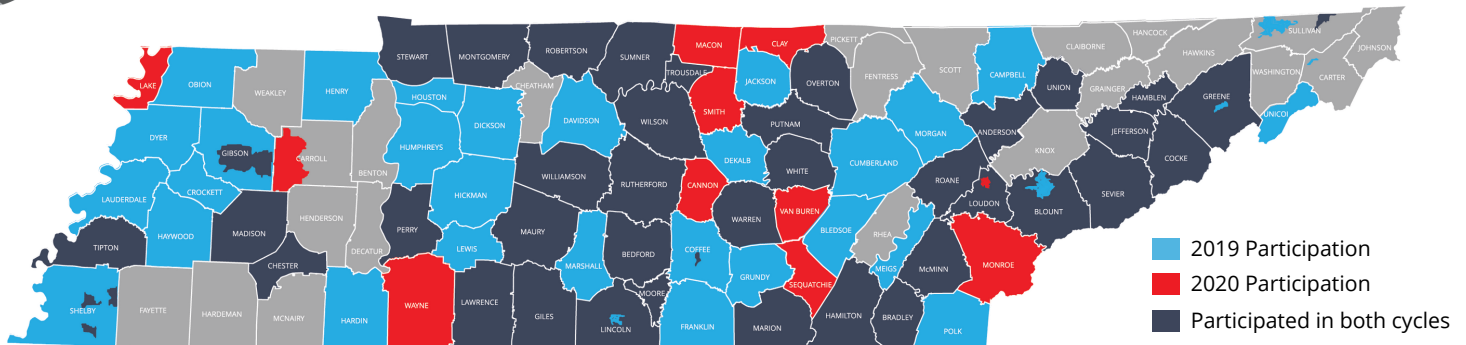 LAKE
OBION
WEAKLEY
HENRY
STEWART
MONTGOMERY
ROBERTSON
SUMNER
MACON
CLAY
PICKETT
TROUSDALE
SMITH
JACKSON
OVERTON
FENTRESS
SCOTT
CAMPBELL
CLAIBORNE
HANCOCK
HAWKINS
SULLIVAN
JOHNSON
CARTER
WASHINGTON
UNICOI
GREENE
HAMBLEN
GRAINGER
UNION
ANDERSON
MORGAN
CUMBERLAND
PUTNAM
WHITE
DEKALB
WILSON
DAVIDSON
CHEATHAM
DICKSON
HOUSTON
HUMPHREYS
BENTON
CARROLL
GIBSON
DYER
CROCKETT
LAUDERDALE
HAYWOOD
MADISON
HENDERSON
DECATUR
PERRY
HICKMAN
LEWIS
WILLIAMSON
MAURY
RUTHERFORD
CANNON
WARREN
VAN BUREN
BLEDSOE
RHEA
ROANE
LOUDON
KNOX
JEFFERSON
COCKE
SEVIER
BLOUNT
MONROE
McMINN
MEIGS
TIPTON
SHELBY
FAYETTE
HARDEMAN
CHESTER
MCNAIRY
HARDIN
WAYNE
LAWRENCE
GILES
MARSHALL
BEDFORD
MOORE
LINCOLN
COFFEE
FRANKLIN
GRUNDY
SEQUATCHIE
MARION
HAMILTON
BRADLEY
POLK
2019 Participation
2020 Participation
Participated in both cycles